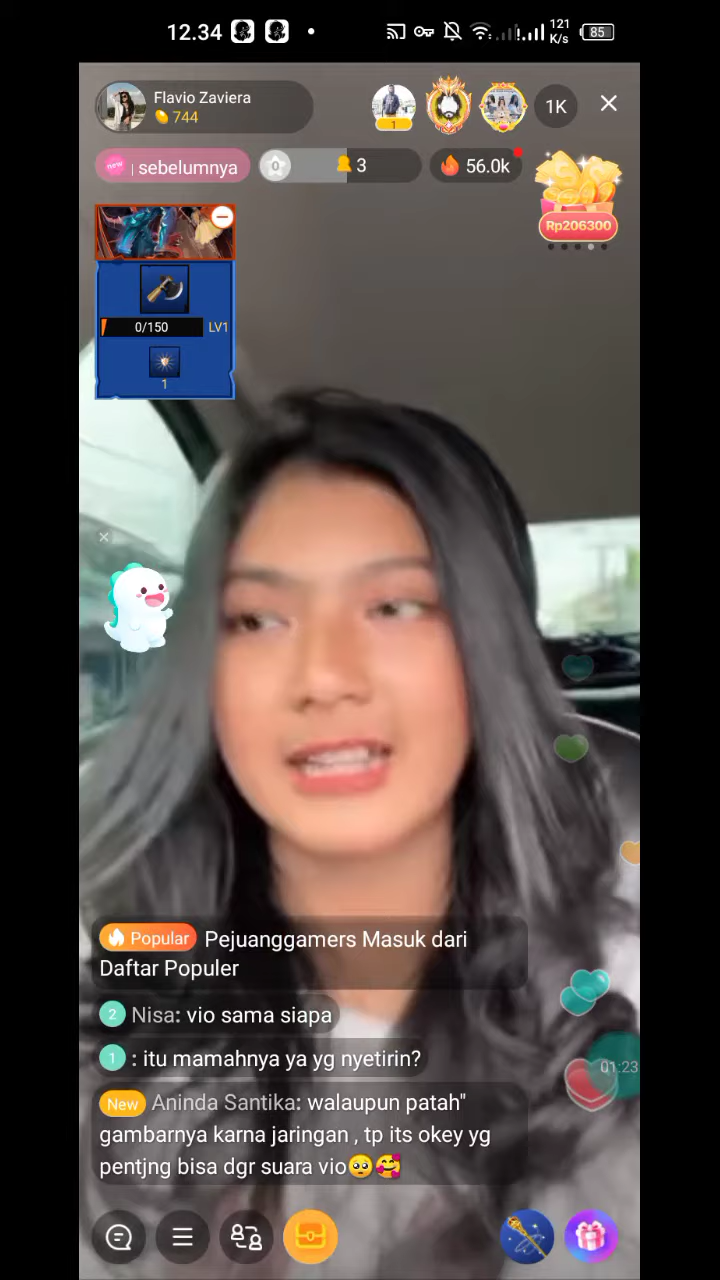 12.34
121
K/s
85
Flavio Zaviera
744
1
1K
new | sebelumnya
0
3
56.0k
Rp206300
0/150
LV1
1
Popular Pejuanggamers Masuk dari
Daftar Populer
2 Nisa: vio sama siapa
1 : itu mamahnya ya yg nyetirin?
01:23
New Aninda Santika: walaupun patah"
gambarnya karna jaringan , tp its okey yg
pentjng bisa dgr suara vio🥺🥰